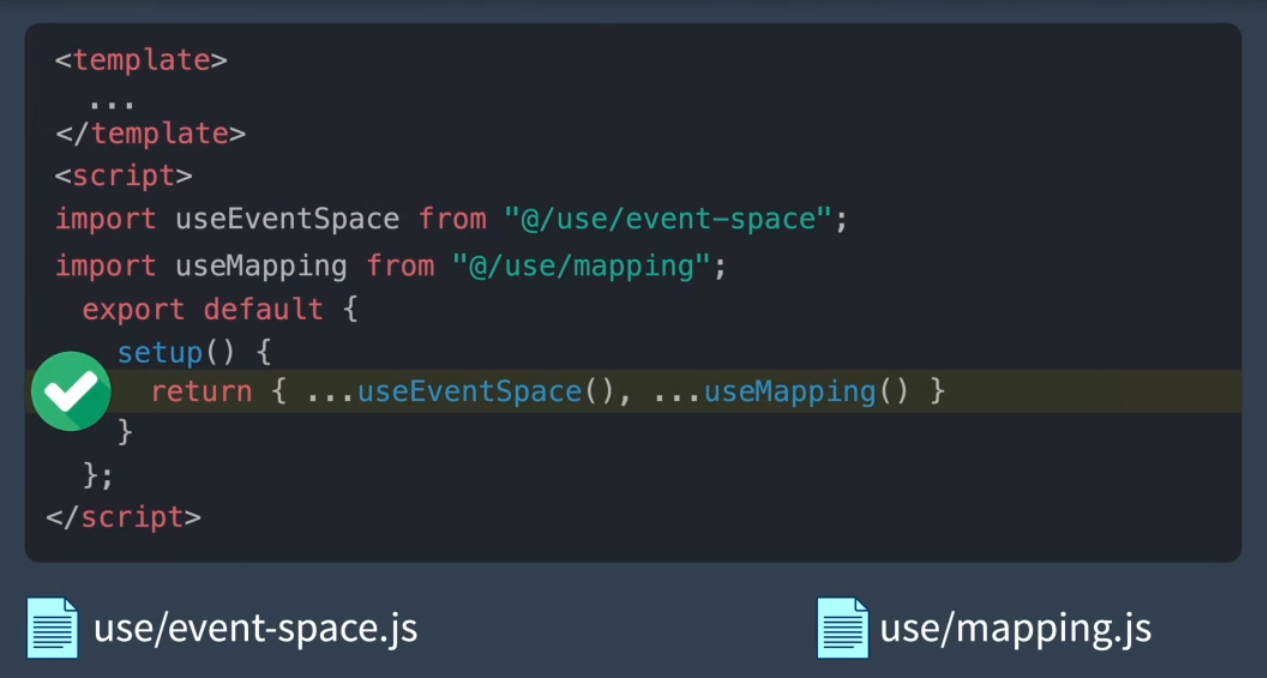 <template>
...
</template>
<script>
import useEventSpace from "@/use/event-space";
import useMapping from "@/use/mapping";
export default {
setup() {
return { ...useEventSpace(), ...useMapping() }
}
};
</script>
use/event-space.js
use/mapping.js